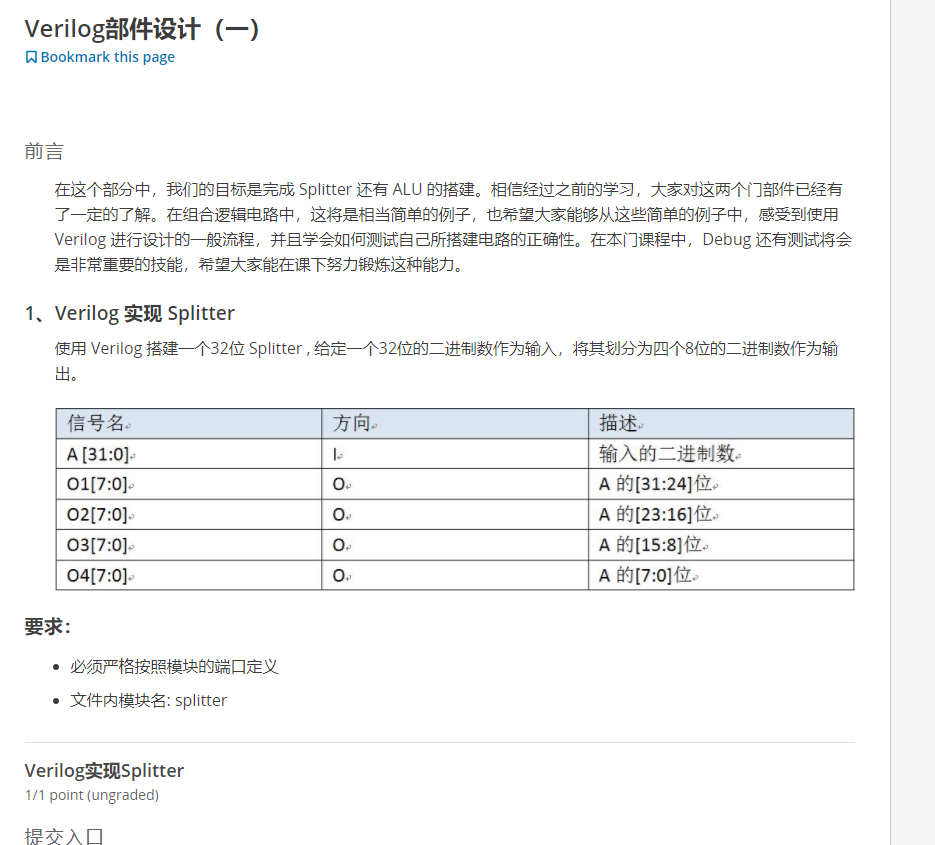 Verilog部件设计（一）
Bookmark this page
前言
在这个部分中，我们的目标是完成 Splitter 还有 ALU 的搭建。相信经过之前的学习，大家对这两个门部件已经有
了一定的了解。在组合逻辑电路中，这将是相当简单的例子，也希望大家能够从这些简单的例子中，感受到使用
Verilog 进行设计的一般流程，并且学会如何测试自己所搭建电路的正确性。在本门课程中，Debug 还有测试将会
是非常重要的技能，希望大家能在课下努力锻炼这种能力。
1、Verilog 实现 Splitter
使用 Verilog 搭建一个32位 Splitter , 给定一个32位的二进制数作为输入，将其划分为四个8位的二进制数作为输
出。
信号名 方向 描述
A [31:0] I 输入的二进制数
O1[7:0] O A 的[31:24]位
O2[7:0] O A 的[23:16]位
O3[7:0] O A 的[15:8]位
O4[7:0] O A 的[7:0]位
要求：
• 必须严格按照模块的端口定义
• 文件内模块名: splitter
Verilog实现Splitter
1/1 point (ungraded)
提交入口